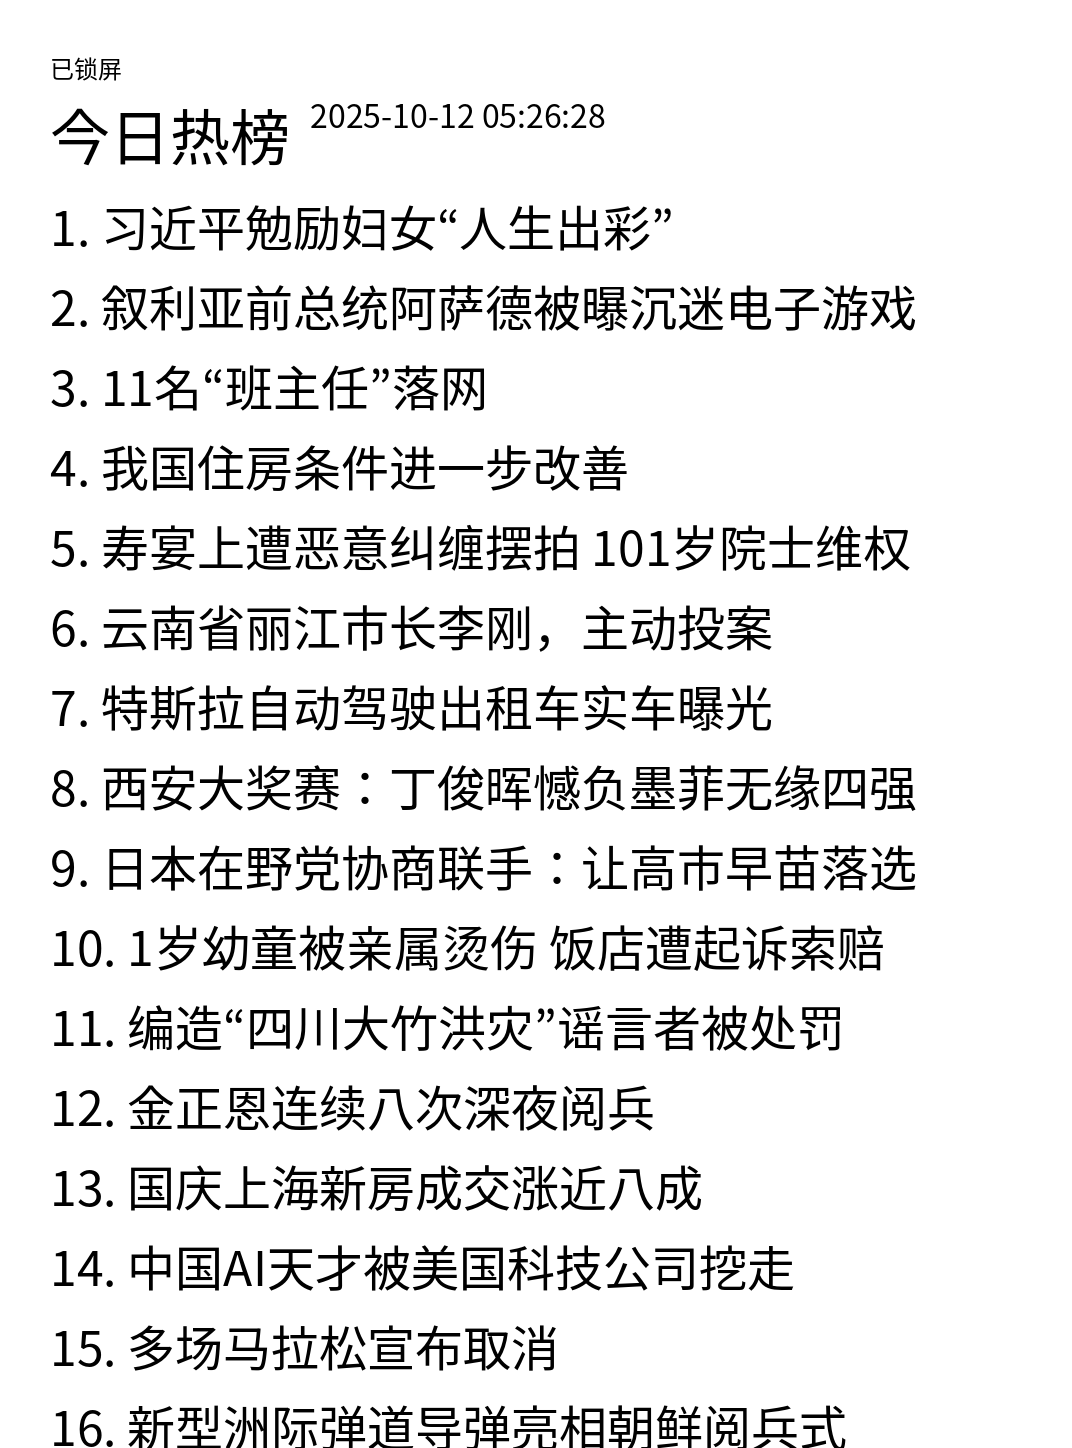 已锁屏
今日热榜 2025-10-12 05:26:28
1. 习近平勉励妇女“人生出彩”
2. 叙利亚前总统阿萨德被曝沉迷电子游戏
3. 11名“班主任”落网
4. 我国住房条件进一步改善
5. 寿宴上遭恶意纠缠摆拍 101岁院士维权
6. 云南省丽江市长李刚，主动投案
7. 特斯拉自动驾驶出租车实车曝光
8. 西安大奖赛：丁俊晖憾负墨菲无缘四强
9. 日本在野党协商联手：让高市早苗落选
10. 1岁幼童被亲属烫伤 饭店遭起诉索赔
11. 编造“四川大竹洪灾”谣言者被处罚
12. 金正恩连续八次深夜阅兵
13. 国庆上海新房成交涨近八成
14. 中国AI天才被美国科技公司挖走
15. 多场马拉松宣布取消
16. 新型洲际弹道导弹亮相朝鲜阅兵式